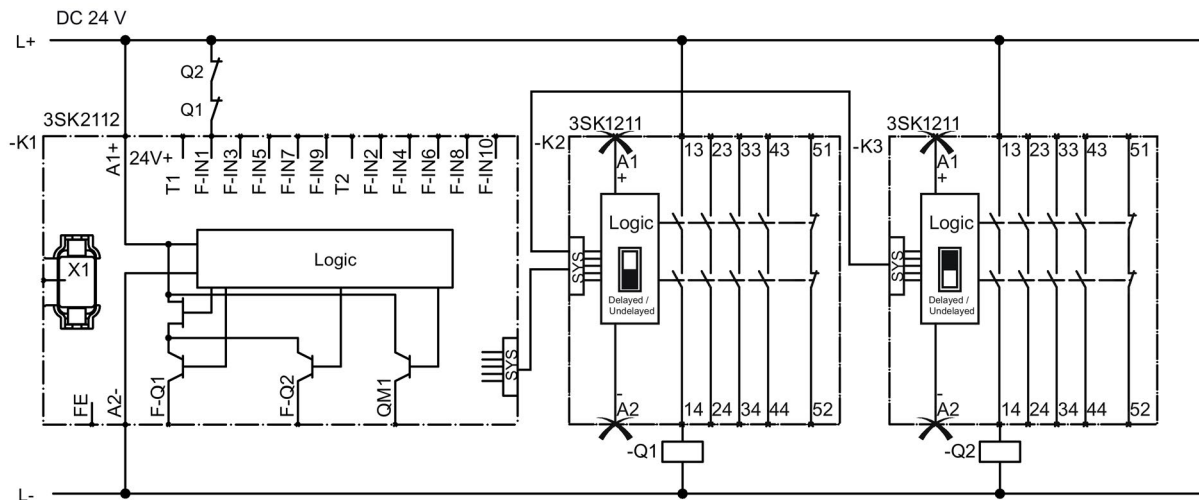 DC 24 V
L+
Q2
Q1
3SK2112
-K1
A1+
24V+
T1
F-IN1
F-IN3
F-IN5
F-IN7
F-IN9
T2
F-IN2
F-IN4
F-IN6
F-IN8
F-IN10
X1
Logic
FE
A2-
F-Q1
F-Q2
QM1
SYS
3SK1211
-K2
A1
+
13 23 33 43 51
Logic
SYS
Delayed /
Undelayed
-
A2
14 24 34 44 52
-Q1
3SK1211
-K3
A1
+
13 23 33 43 51
Logic
SYS
Delayed /
Undelayed
-
A2
14 24 34 44 52
-Q2
L-